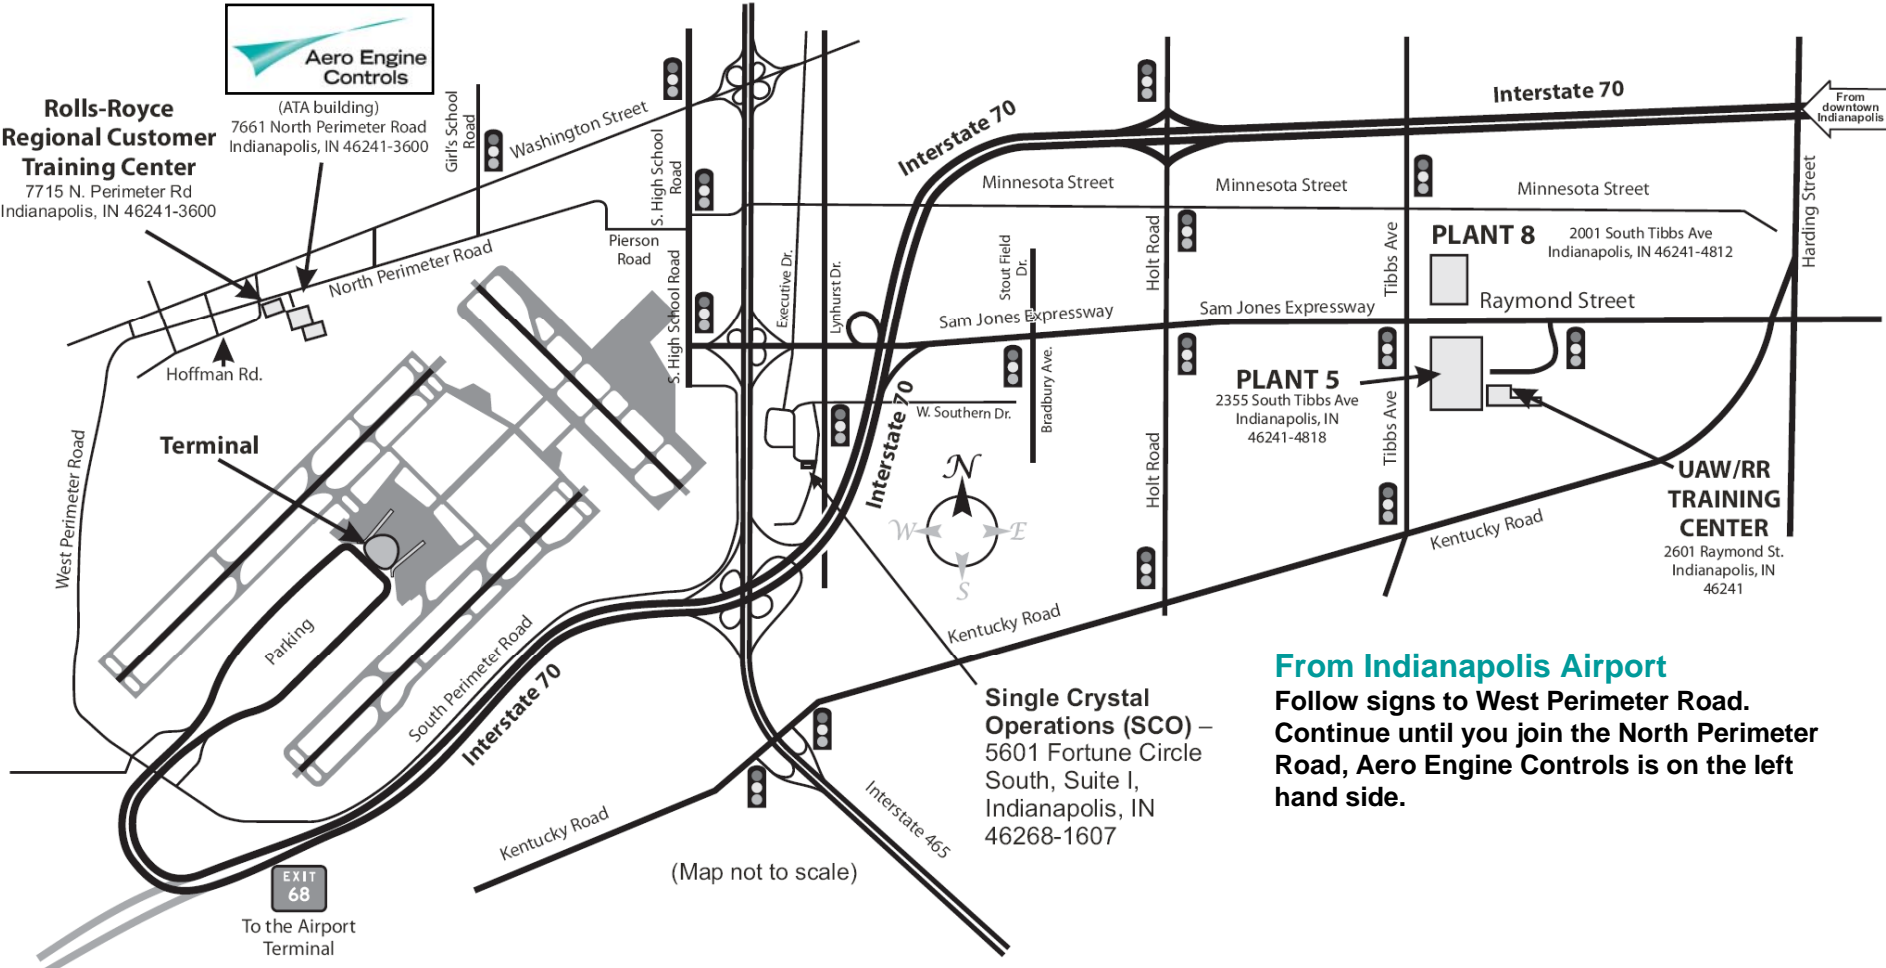 Aero Engine
Controls
(ATA building)
7661 North Perimeter Road
Indianapolis, IN 46241-3600
Rolls-Royce
Regional Customer
Training Center
7715 N. Perimeter Rd
Indianapolis, IN 46241-3600
Girl's School
Road
Washington Street
S. High School
Road
Interstate 70
Interstate 70
From
downtown
Indianapolis
Minnesota Street
Minnesota Street
Minnesota Street
Harding Street
Pierson
Road
North Perimeter Road
S. High School Road
Executive Dr.
Lynhurst Dr.
Stout Field
Dr.
Holt Road
Tibbs Ave
PLANT 8
2001 South Tibbs Ave
Indianapolis, IN 46241-4812
Raymond Street
Sam Jones Expressway
Sam Jones Expressway
Hoffman Rd.
Bradbury Ave.
PLANT 5
2355 South Tibbs Ave
Indianapolis, IN
46241-4818
W. Southern Dr.
Interstate 70
Tibbs Ave
Holt Road
Terminal
West Perimeter Road
N
W
E
S
UAW/RR
TRAINING
CENTER
2601 Raymond St.
Indianapolis, IN
46241
Kentucky Road
Kentucky Road
Parking
South Perimeter Road
Interstate 70
Single Crystal
Operations (SCO) –
5601 Fortune Circle
South, Suite I,
Indianapolis, IN
46268-1607
From Indianapolis Airport
Follow signs to West Perimeter Road.
Continue until you join the North Perimeter
Road, Aero Engine Controls is on the left
hand side.
Interstate 465
Kentucky Road
(Map not to scale)
EXIT
68
To the Airport
Terminal